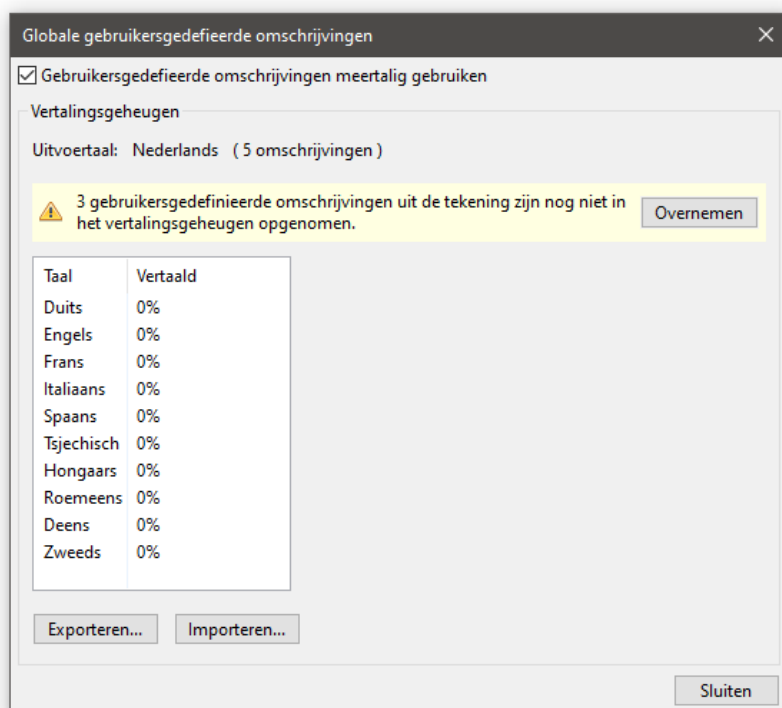 Globale gebruikersgedefieerde omschrijvingen
Gebruikersgedefieerde omschrijvingen meertalig gebruiken
Vertalingsgeheugen
Uitvoertaal: Nederlands ( 5 omschrijvingen )
3 gebruikersgedefinieerde omschrijvingen uit de tekening zijn nog niet in
het vertalingsgeheugen opgenomen.
Overnemen
Taal Vertaald
Duits 0%
Engels 0%
Frans 0%
Italiaans 0%
Spaans 0%
Tsjechisch 0%
Hongaars 0%
Roemeens 0%
Deens 0%
Zweeds 0%
Exporteren... Importeren...
Sluiten